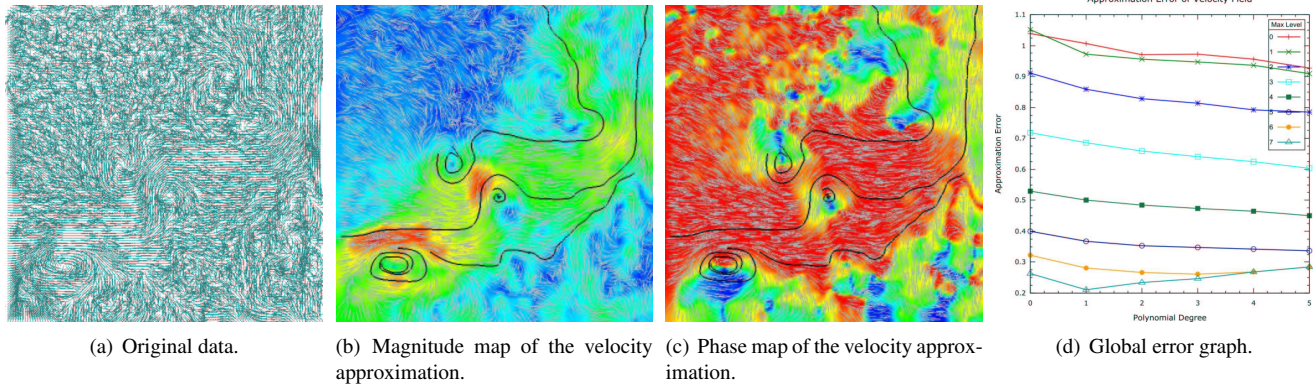 Approximation Error of Velocity Field
1.1
1
0.9
0.8
0.7
0.6
0.5
0.4
0.3
0.2
Approximation Error
0
1
2
3
4
5
Polynomial Degree
Max Level
0
1
2
3
4
5
6
7
(a) Original data.
(b) Magnitude map of the velocity
approximation.
(c) Phase map of the velocity approx-
imation.
(d) Global error graph.